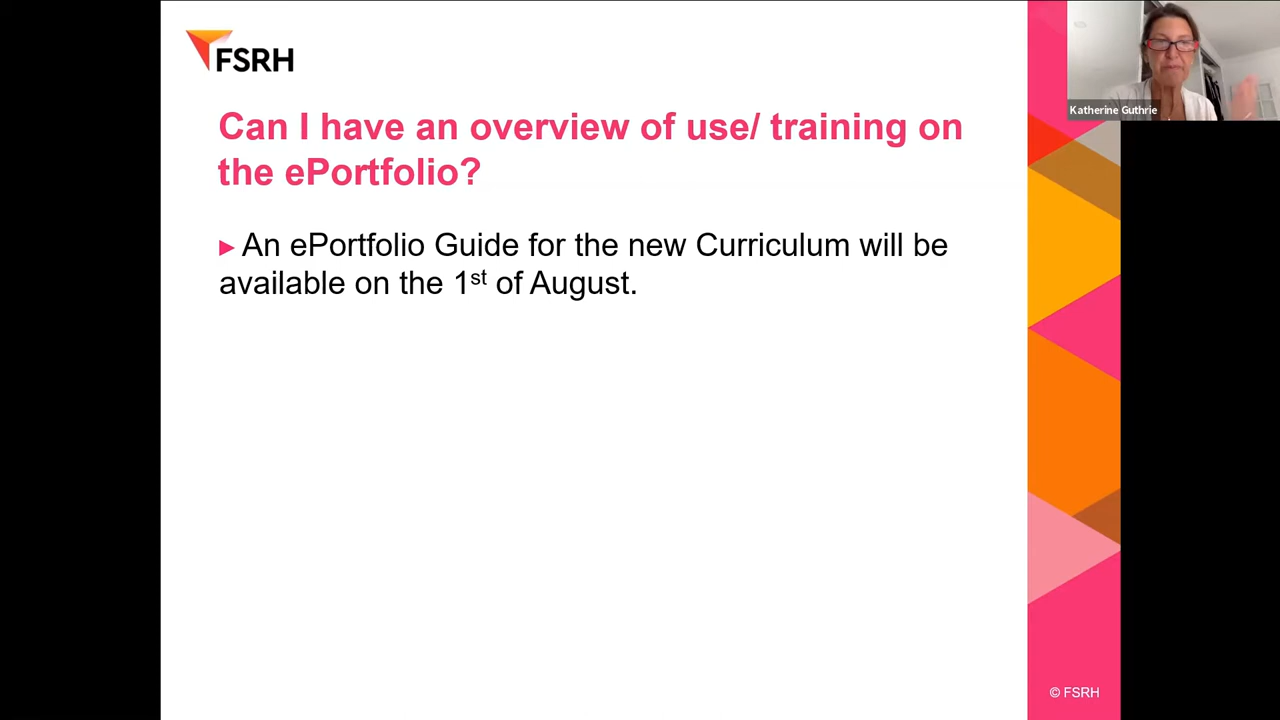 FSRH
Katherine Guthrie
Can I have an overview of use/ training on
the ePortfolio?
An ePortfolio Guide for the new Curriculum will be
available on the 1st of August.
© FSRH